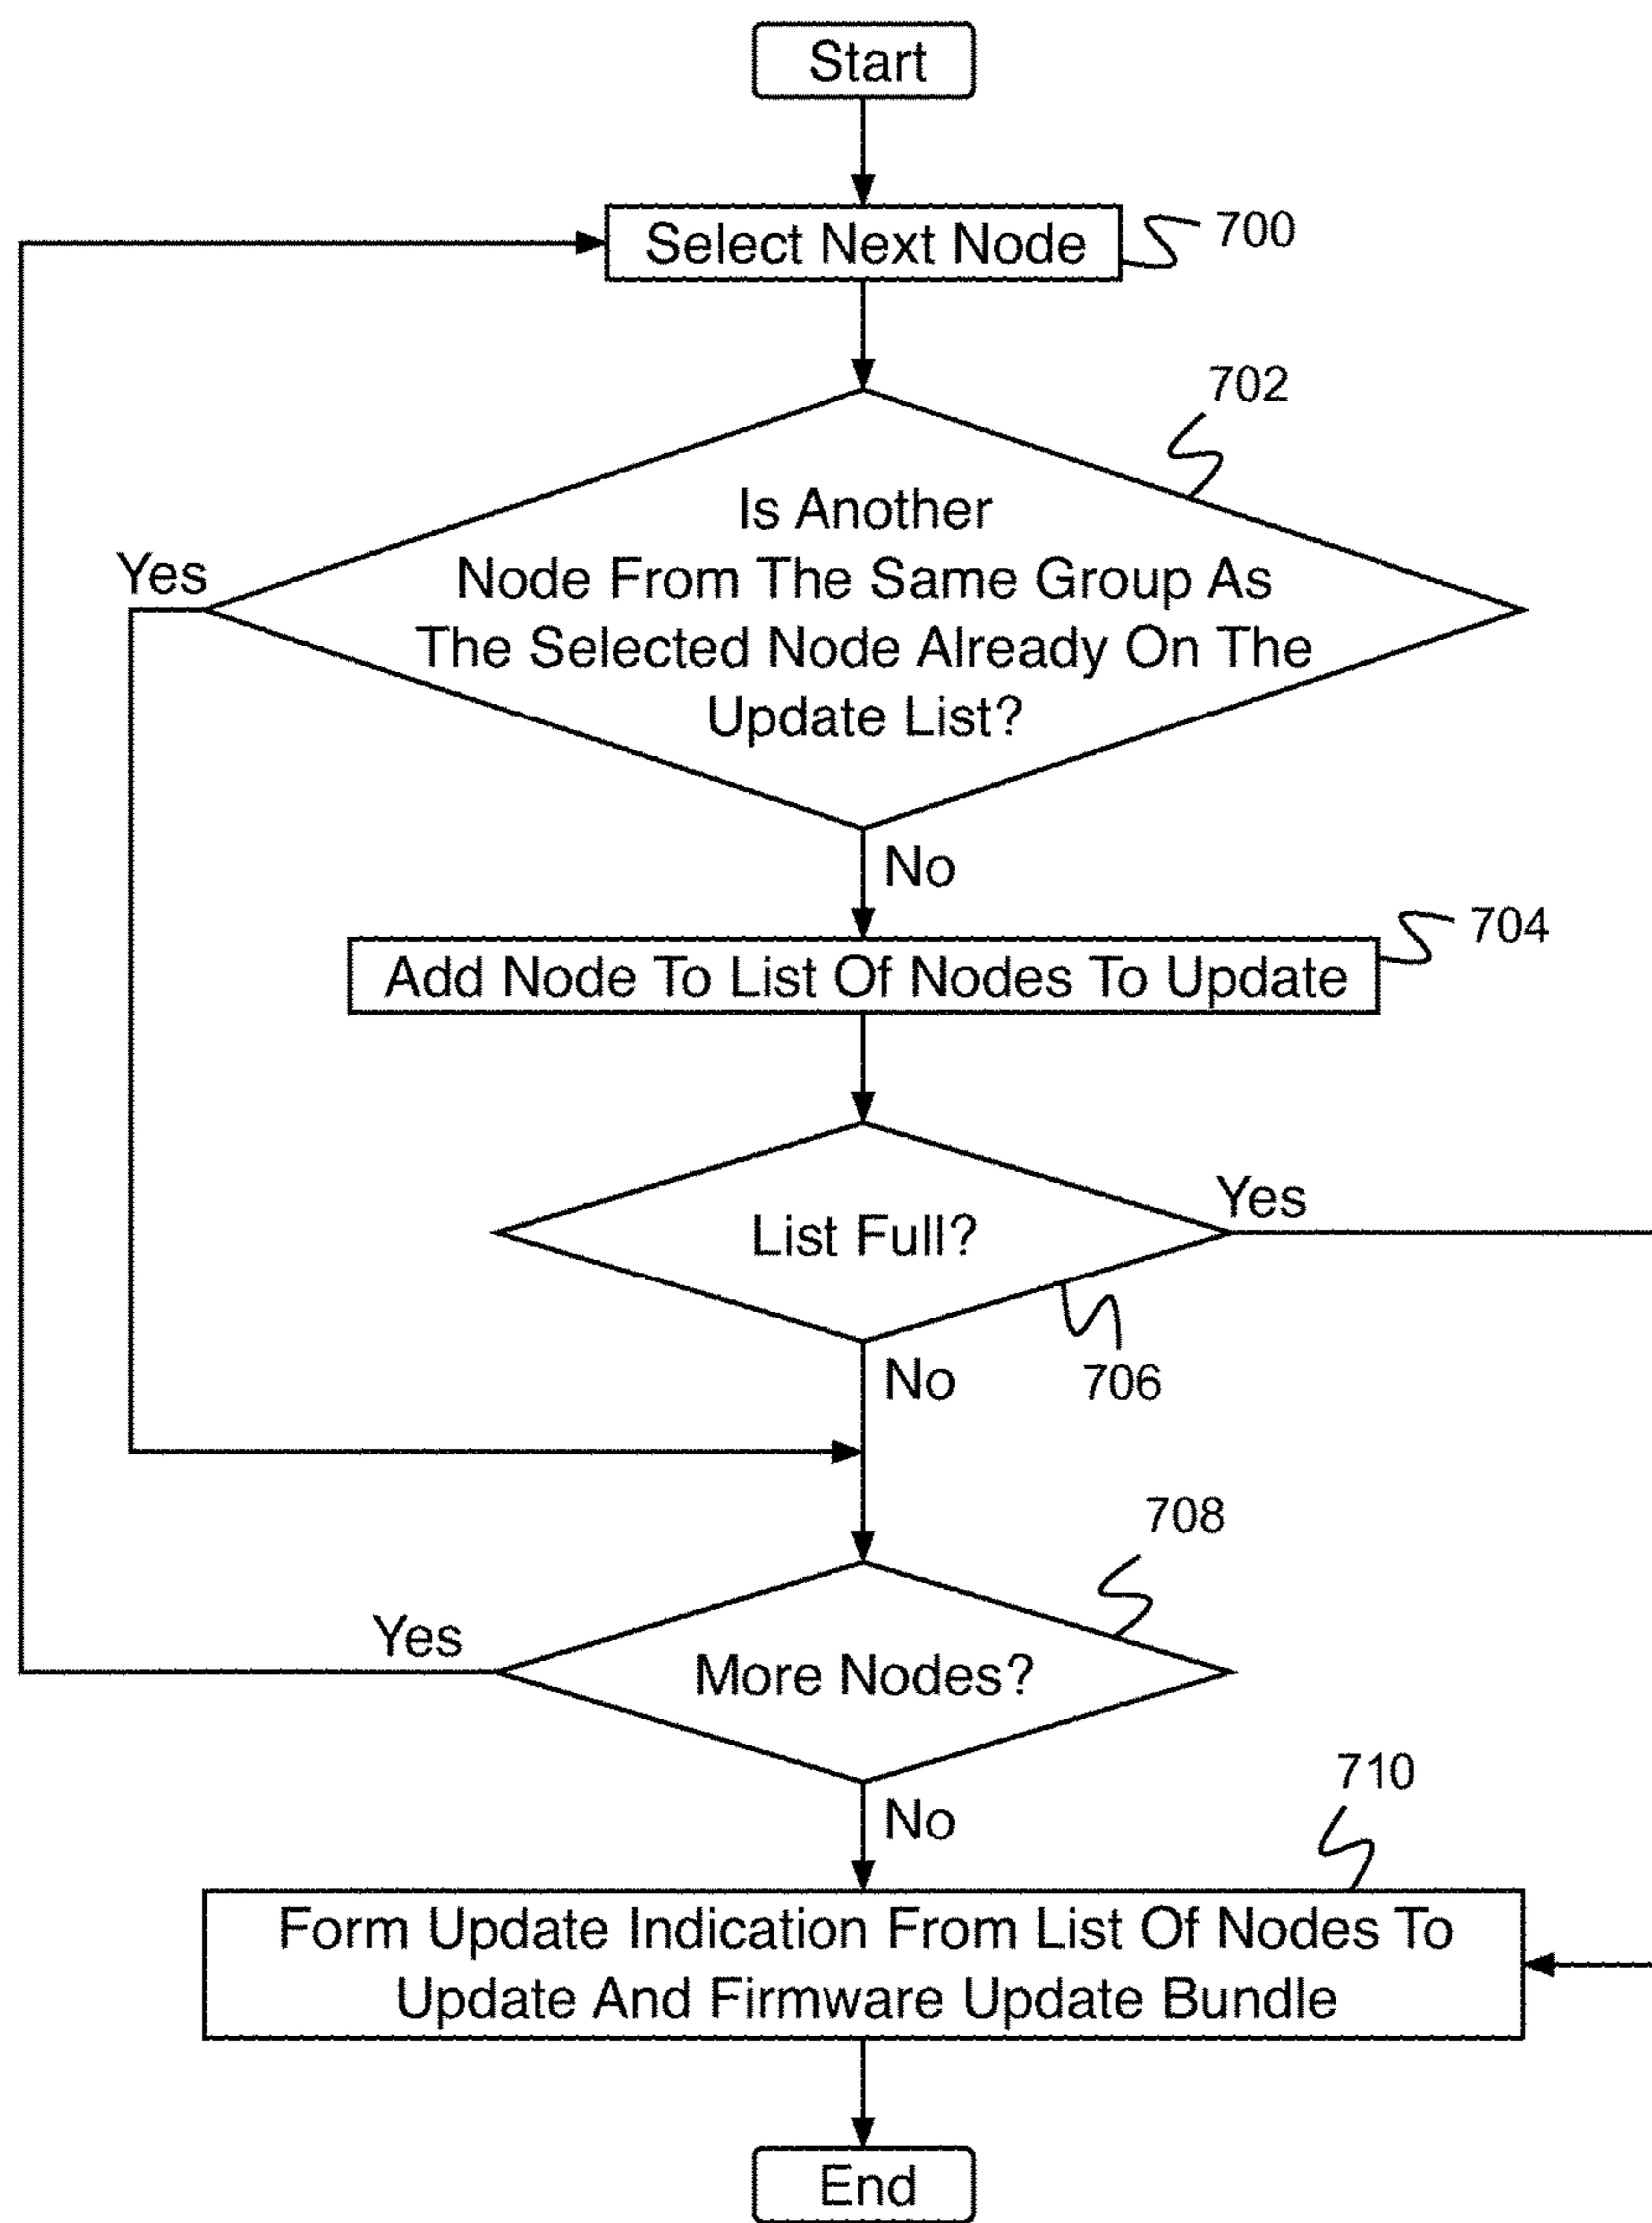 Start
Select Next Node
700
702
Is Another
Node From The Same Group As
The Selected Node Already On The
Update List?
Yes
No
704
Add Node To List Of Nodes To Update
List Full?
Yes
No
706
708
More Nodes?
Yes
No
710
Form Update Indication From List Of Nodes To
Update And Firmware Update Bundle
End